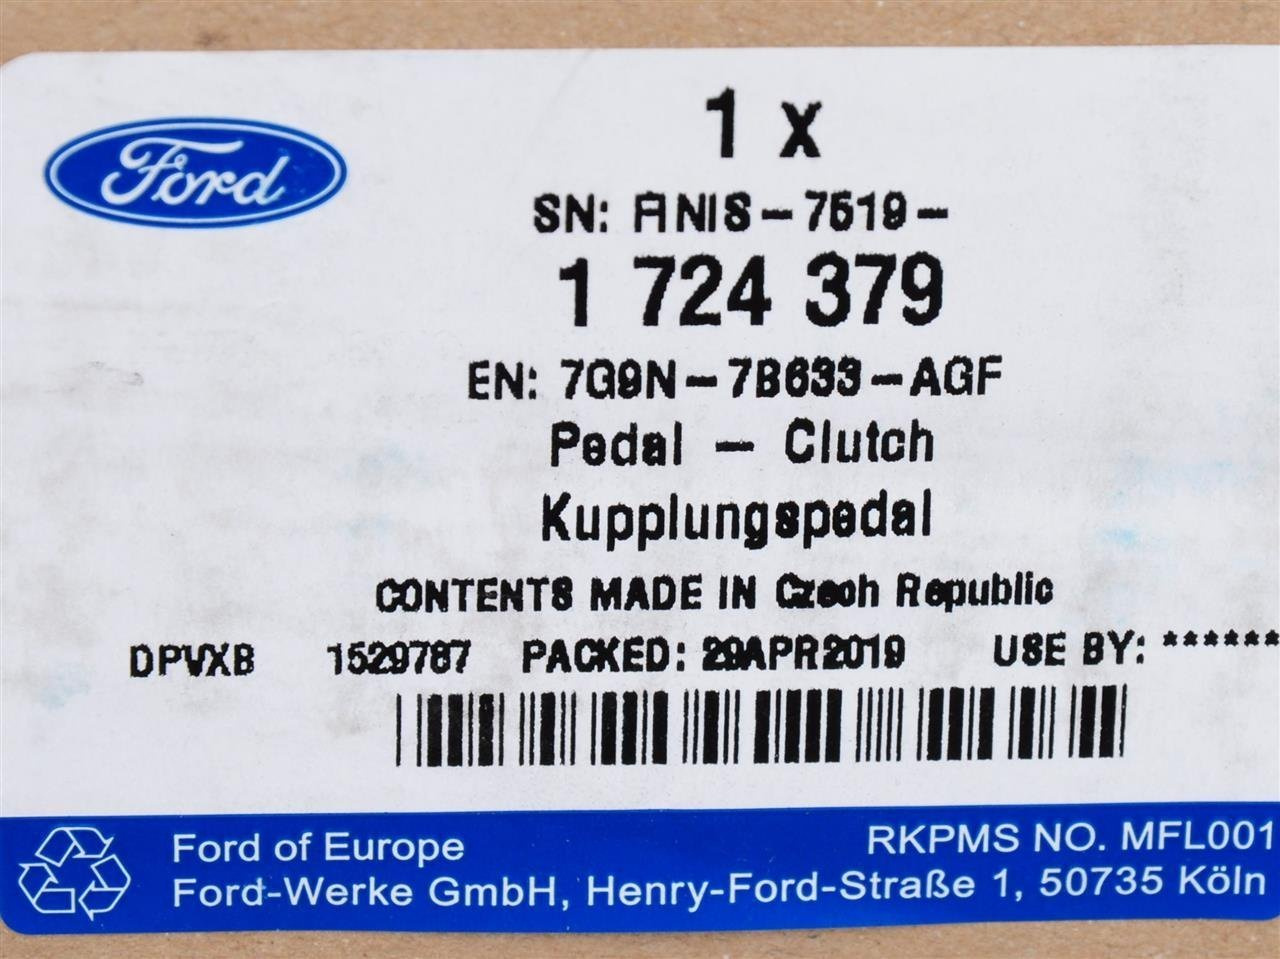 Ford
1 x
SN: ANIS-7519-
1 724 379
EN: 7G9N-7B633-AGF
Pedal - Clutch
Kupplungspedal
CONTENTS MADE IN Czech Republic
DPVXB 1529787 PACKED: 29APR2019 USE BY: ******
Ford of Europe RKPMS NO. MFL001
Ford-Werke GmbH, Henry-Ford-Straße 1, 50735 Köln